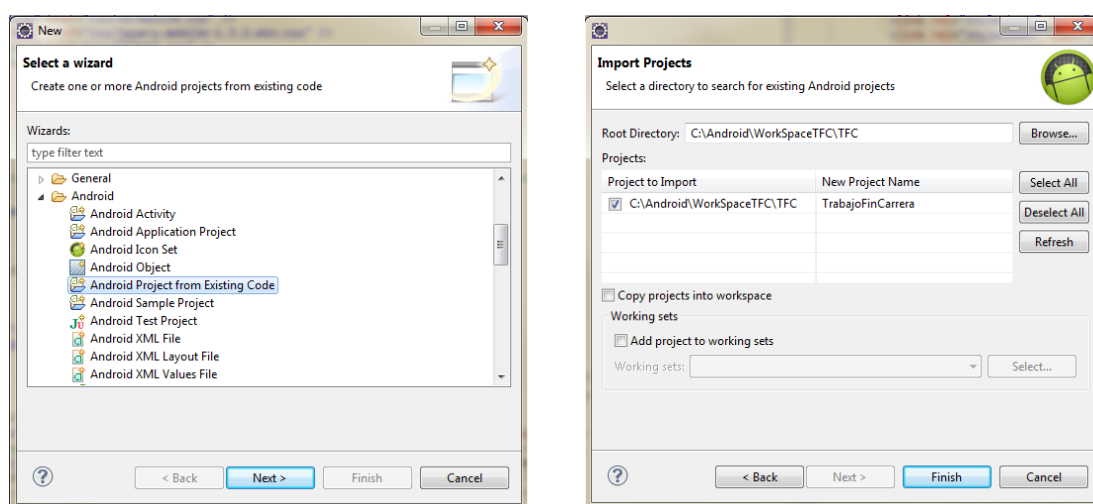 New
Select a wizard
Create one or more Android projects from existing code
Wizards:
type filter text
General
Android
Android Activity
Android Application Project
Android Icon Set
Android Object
Android Project from Existing Code
Android Sample Project
Android Test Project
Android XML File
Android XML Layout File
Android XML Values File
< Back
Next >
Finish
Cancel
Import Projects
Select a directory to search for existing Android projects
Root Directory: C:\Android\WorkSpaceTFC\TFC Browse...
Projects:
Project to Import New Project Name Select All
C:\Android\WorkSpaceTFC\TFC TrabajoFinCarrera
Deselect All
Refresh
Copy projects into workspace
Working sets
Add project to working sets
Working sets: Select...
< Back
Next >
Finish
Cancel